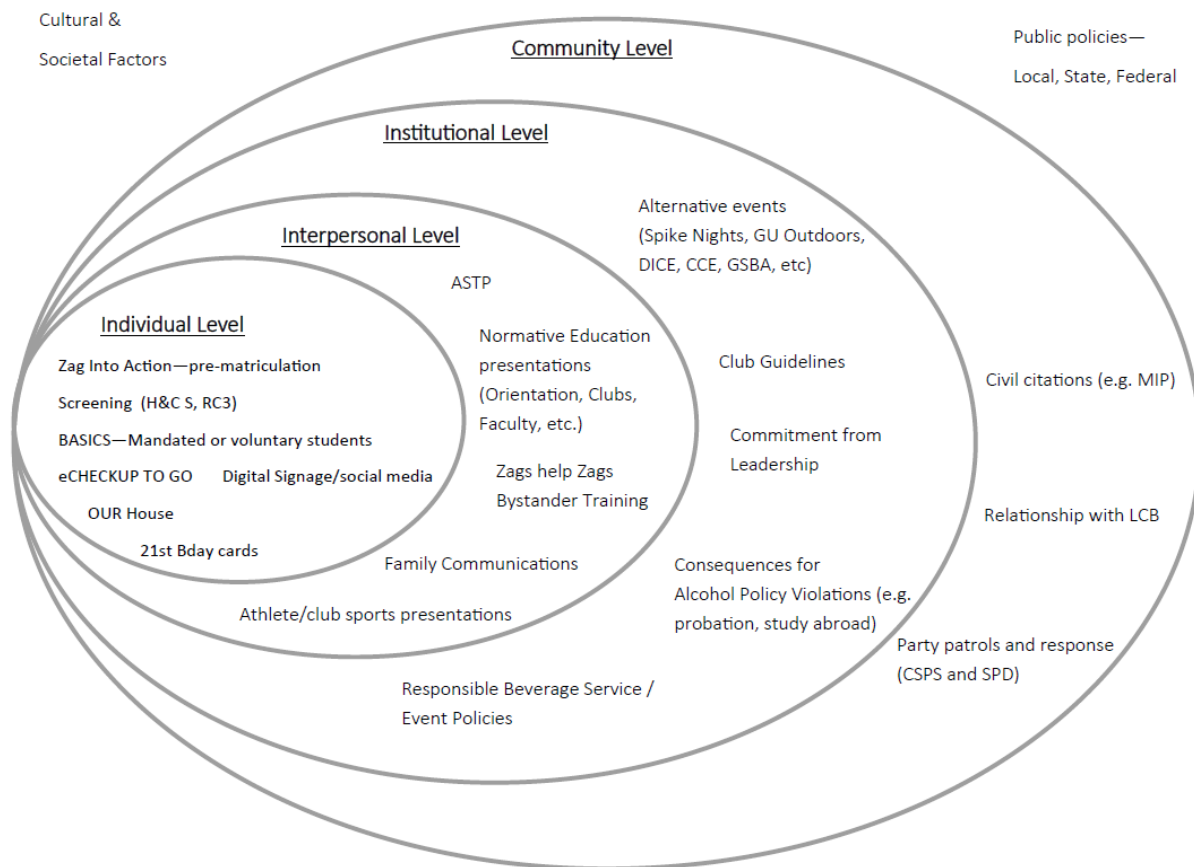 Cultural &
Societal Factors
Community Level
Public policies—
Local, State, Federal
Institutional Level
Interpersonal Level
Individual Level
Zag Into Action—pre-matriculation
Screening  (H&C S, RC3)
BASICS—Mandated or voluntary students
eCHECKUP TO GO
Digital Signage/social media
OUR House
21st Bday cards
ASTP
Normative Education
presentations
(Orientation, Clubs,
Faculty, etc.)
Zags help Zags
Bystander Training
Family Communications
Athlete/club sports presentations
Alternative events
(Spike Nights, GU Outdoors,
DICE, CCE, GSBA, etc)
Club Guidelines
Commitment from
Leadership
Consequences for
Alcohol Policy Violations (e.g.
probation, study abroad)
Responsible Beverage Service /
Event Policies
Civil citations (e.g. MIP)
Relationship with LCB
Party patrols and response
(CSPS and SPD)